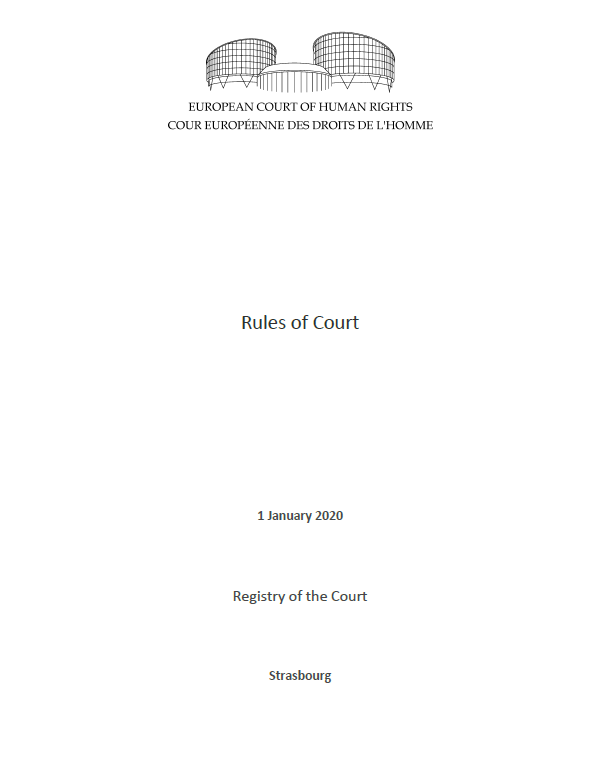 EUROPEAN COURT OF HUMAN RIGHTS
COUR EUROPÉENNE DES DROITS DE L'HOMME
Rules of Court
1 January 2020
Registry of the Court
Strasbourg